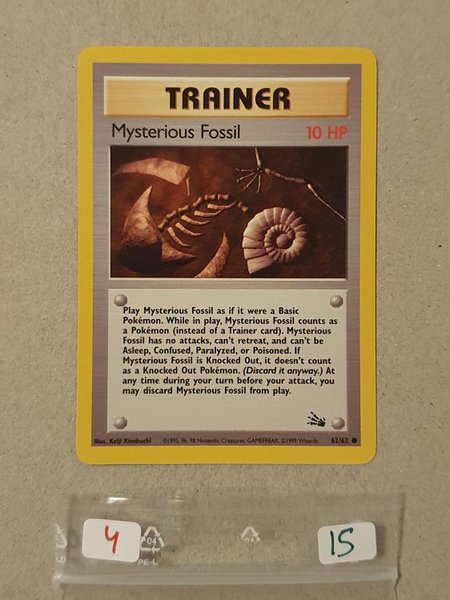 TRAINER
Mysterious Fossil 10 HP
Play Mysterious Fossil as if it were a Basic
Pokémon. While in play, Mysterious Fossil counts as
a Pokémon (instead of a Trainer card). Mysterious
Fossil has no attacks, can't retreat, and can't be
Asleep, Confused, Paralyzed, or Poisoned. If
Mysterious Fossil is Knocked Out, it doesn't count
as a Knocked Out Pokémon. (Discard it anyway.) At
any time during your turn before the attack, you
may discard Mysterious Fossil from play.
Illus. Keiji Kinebuchi ©1995, 96, 98 Nintendo, Creatures, GAMEFREAK. ©1999 Wizards. 62/62
4 04 15
PE-L